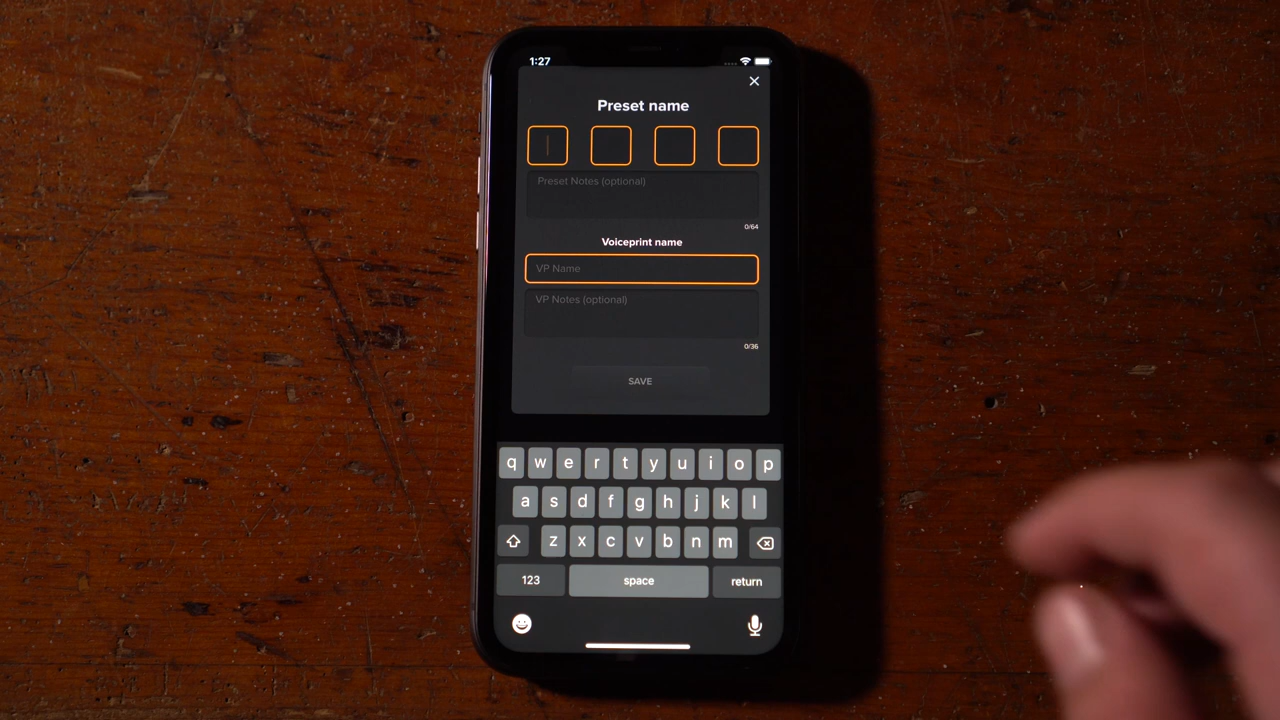 1:27
Preset name
Preset Notes (optional)
0/64
Voiceprint name
VP Name
VP Notes (optional)
0/36
SAVE
q w e r t y u i o p
a s d f g h j k l
z x c v b n m
123 space return